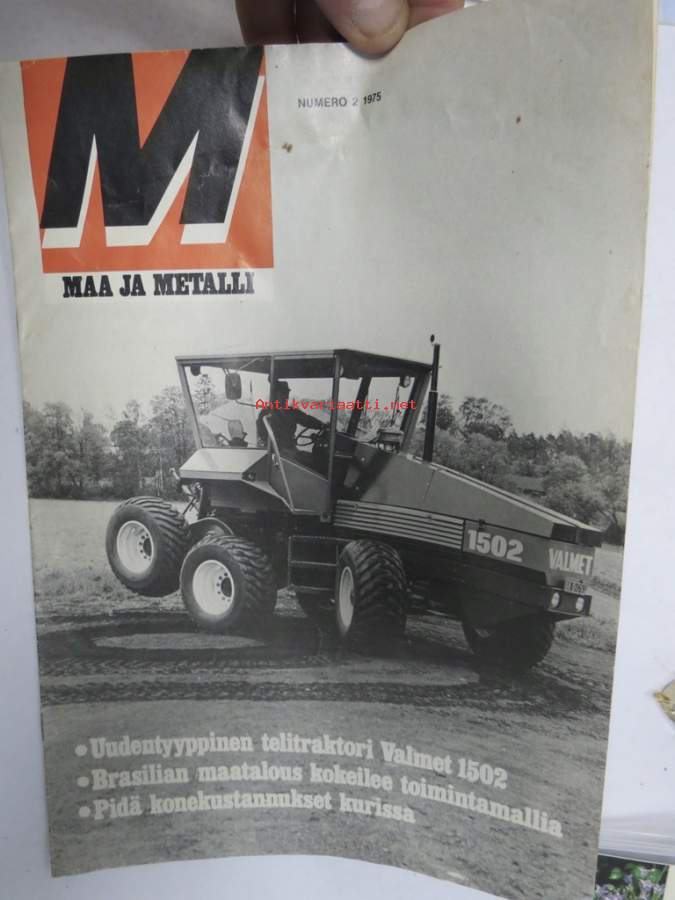 NUMERO 2 1975
M
MAA JA METALLI
Antikvariaatti.net
1502
VALMET
• Uudentyyppinen telitraktori Valmet 1502
• Brasilian maatalous kokeilee toimintamallia
• Pidä konekustannukset kurissa